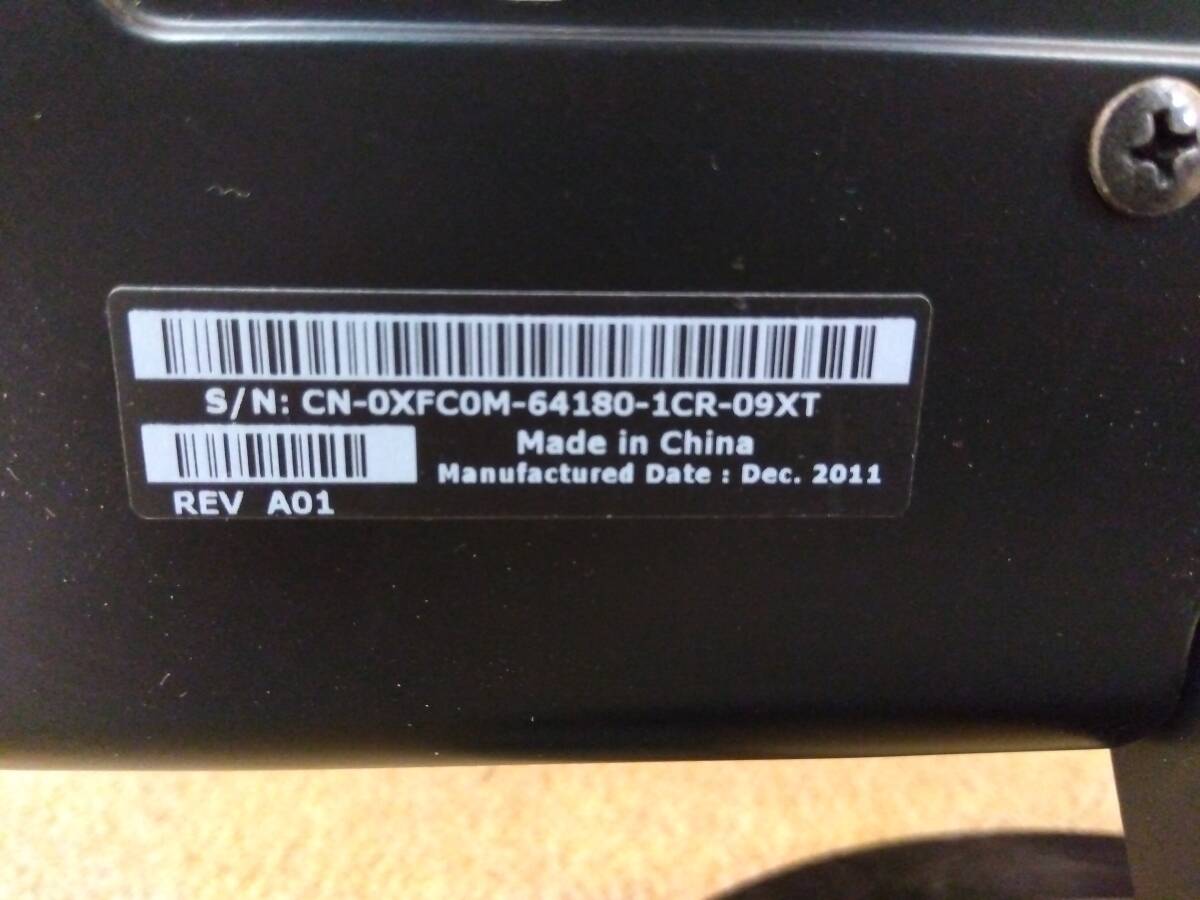 S/N: CN-0XFC0M-64180-1CR-09XT
Made in China
Manufactured Date : Dec. 2011
REV A01